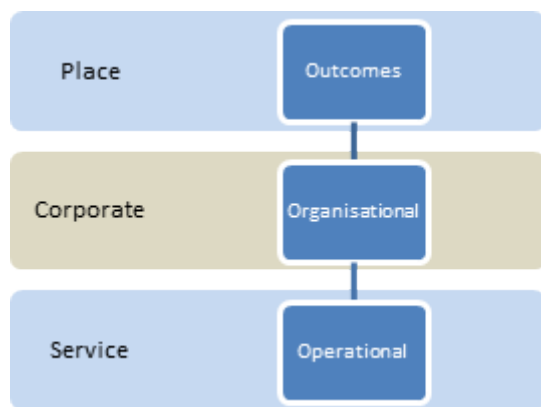 Place
Outcomes
Corporate
Organisational
Service
Operational